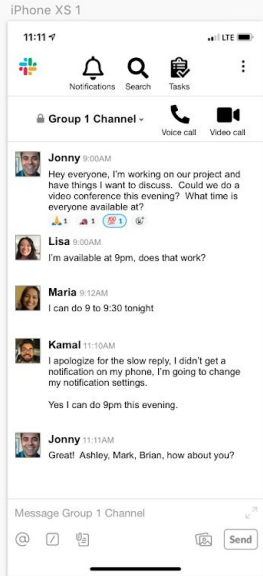 iPhone XS 1
11:11
LTE
Notifications Search Tasks
Group 1 Channel
Voice call Video call
Jonny 9:00AM
Hey everyone, I'm working on our project and
have things I want to discuss. Could we do a
video conference this evening? What time is
everyone available at?
🙏 1 1 💯 1
Lisa 9:00AM
I'm available at 9pm, does that work?
Maria 9:12AM
I can do 9 to 9:30 tonight
Kamal 11:10AM
I apologize for the slow reply, I didn't get a
notification on my phone, I'm going to change
my notification settings.
Yes I can do 9pm this evening.
Jonny 11:11AM
Great! Ashley, Mark, Brian, how about you?
Message Group 1 Channel
@ Send